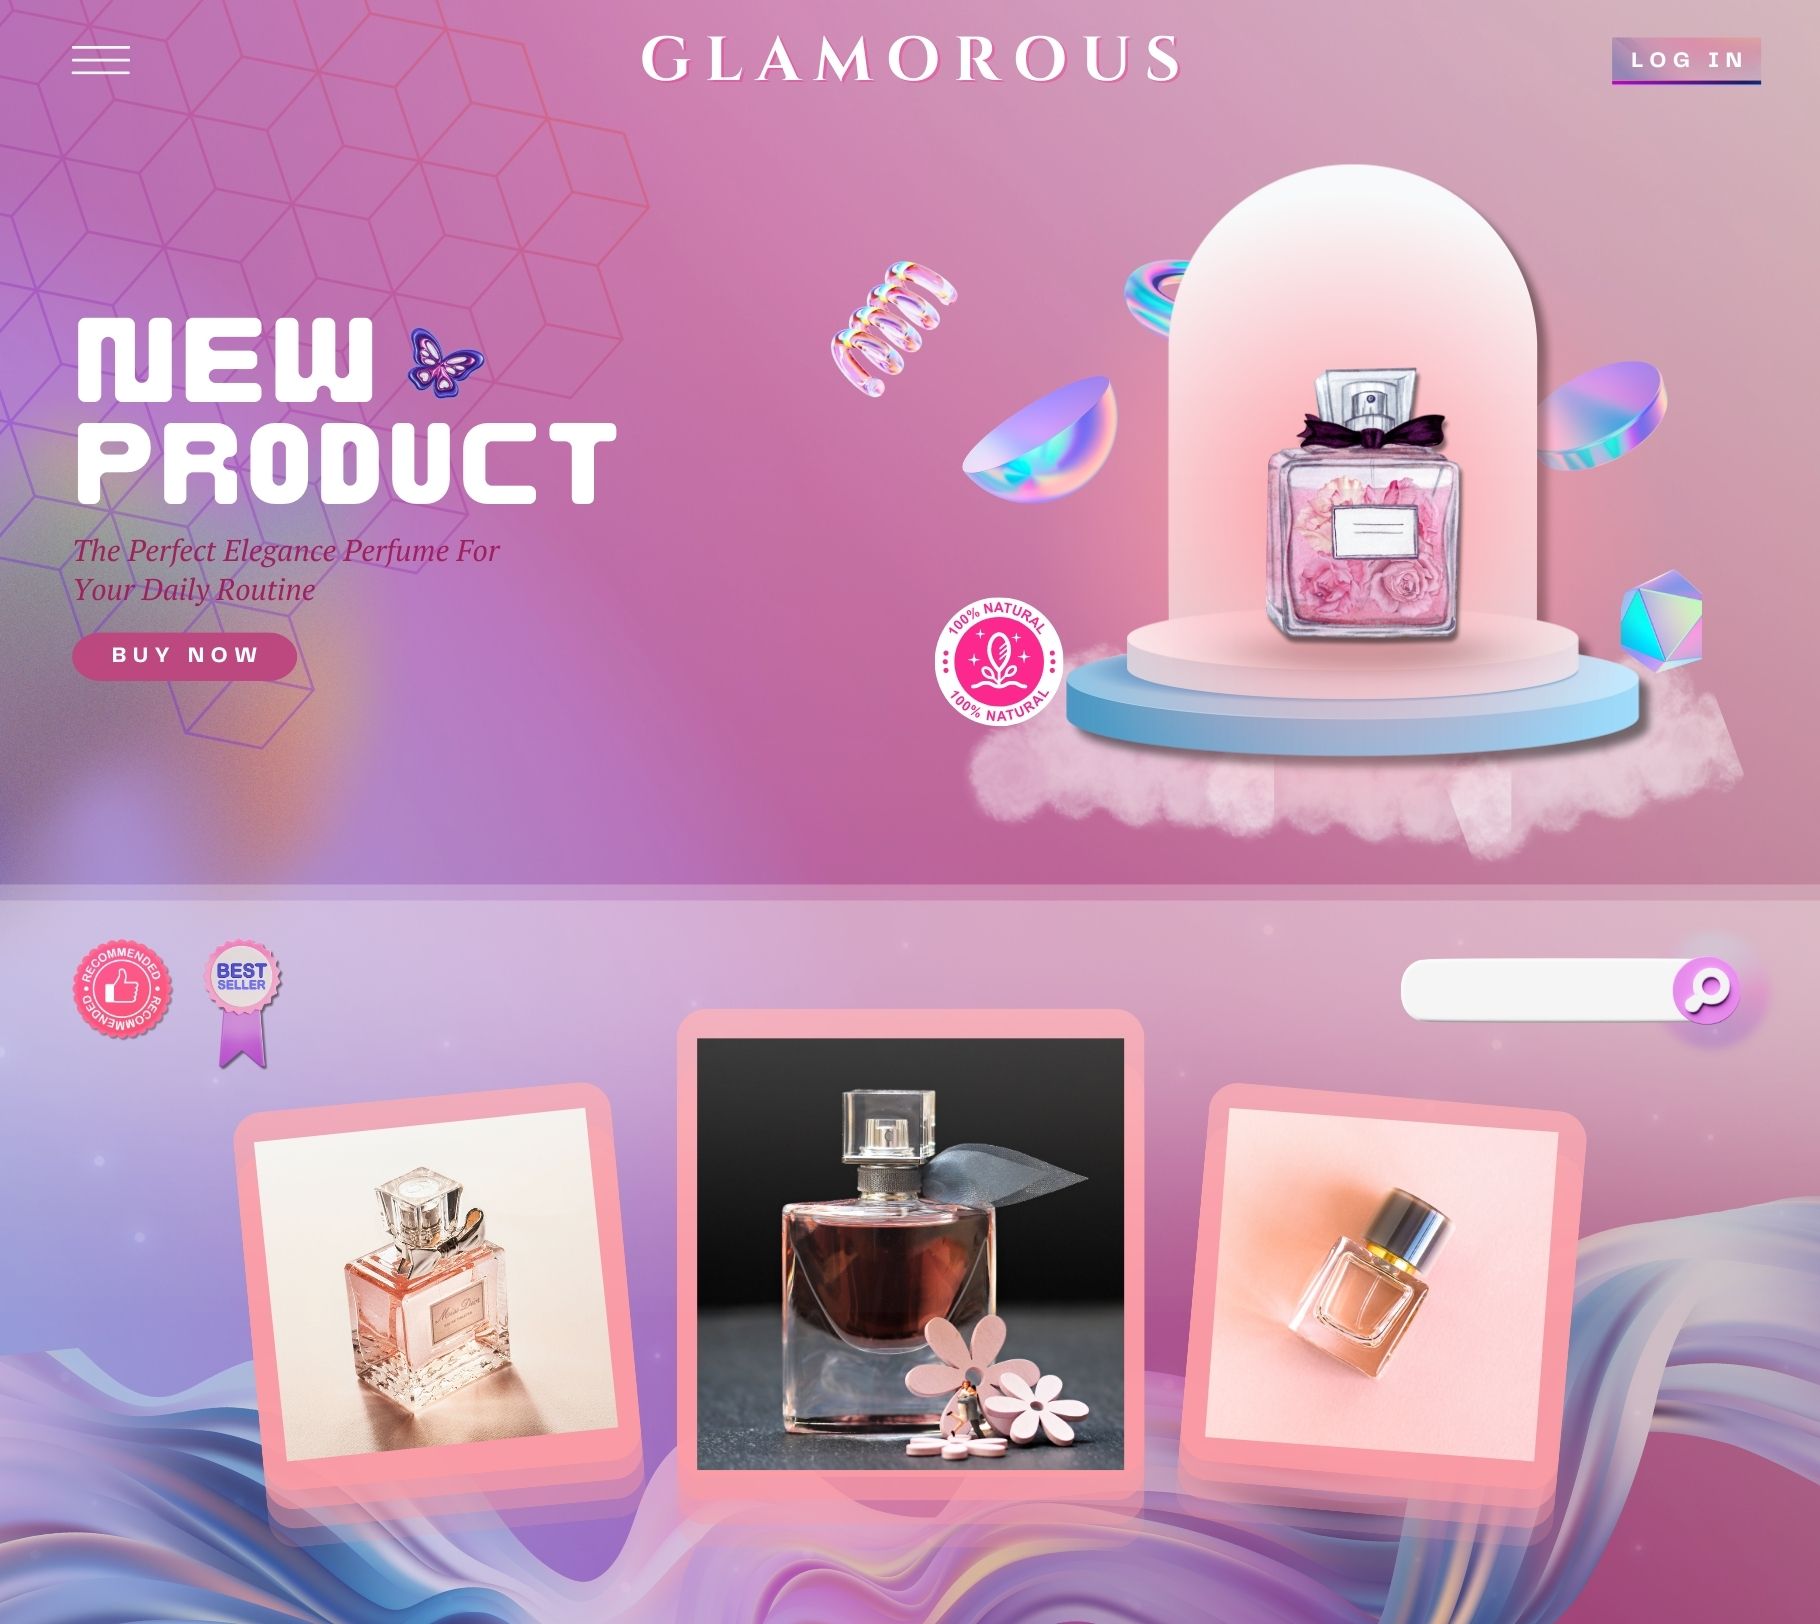 GLAMOROUS
LOG IN
NEW
PRODUCT
The Perfect Elegance Perfume For
Your Daily Routine
BUY NOW
100% NATURAL
100% NATURAL
RECOMMENDED
RECOMMENDED
BEST
SELLER
Miss Dior